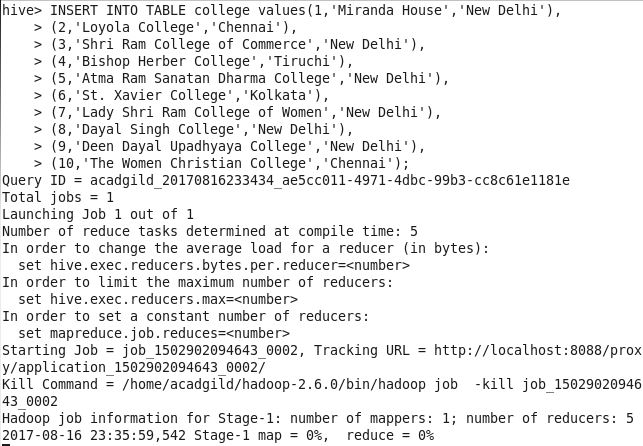 hive> INSERT INTO TABLE college values(1,'Miranda House','New Delhi'),
    > (2,'Loyola College','Chennai'),
    > (3,'Shri Ram College of Commerce','New Delhi'),
    > (4,'Bishop Herber College','Tiruchi'),
    > (5,'Atma Ram Sanatan Dharma College','New Delhi'),
    > (6,'St. Xavier College','Kolkata'),
    > (7,'Lady Shri Ram College of Women','New Delhi'),
    > (8,'Dayal Singh College','New Delhi'),
    > (9,'Deen Dayal Upadhyaya College','New Delhi'),
    > (10,'The Women Christian College','Chennai');
Query ID = acadgild_20170816233434_ae5cc011-4971-4dbc-99b3-cc8c61e1181e
Total jobs = 1
Launching Job 1 out of 1
Number of reduce tasks determined at compile time: 5
In order to change the average load for a reducer (in bytes):
  set hive.exec.reducers.bytes.per.reducer=<number>
In order to limit the maximum number of reducers:
  set hive.exec.reducers.max=<number>
In order to set a constant number of reducers:
  set mapreduce.job.reduces=<number>
Starting Job = job_1502902094643_0002, Tracking URL = http://localhost:8088/prox
y/application_1502902094643_0002/
Kill Command = /home/acadgild/hadoop-2.6.0/bin/hadoop job  -kill job_15029020946
43_0002
Hadoop job information for Stage-1: number of mappers: 1; number of reducers: 5
2017-08-16 23:35:59,542 Stage-1 map = 0%,  reduce = 0%